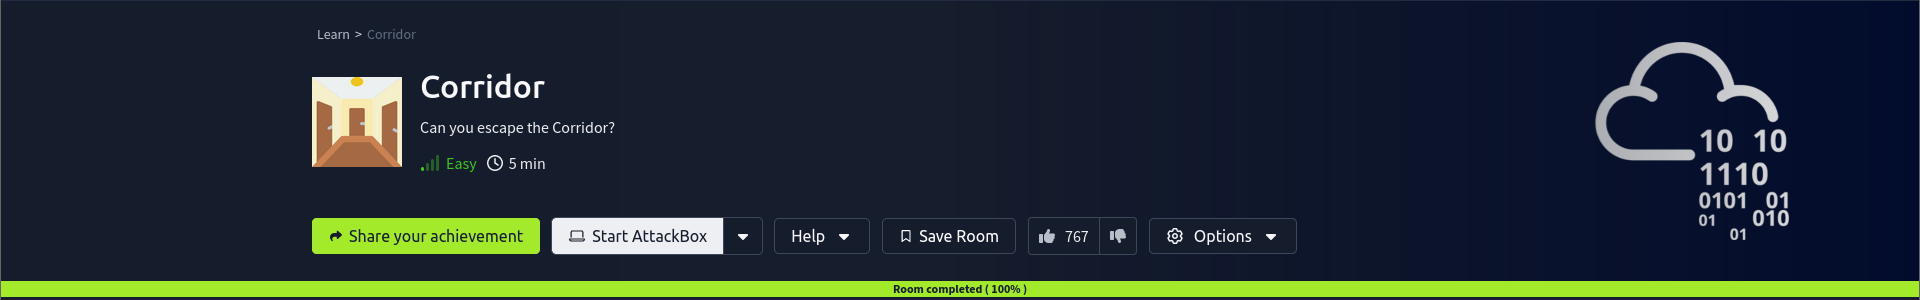 Learn > Corridor
Corridor
Can you escape the Corridor?
Easy 5 min
Share your achievement Start AttackBox Help Save Room 767 Options
10 10
1110
0101 01
01 010
01
Room completed ( 100% )